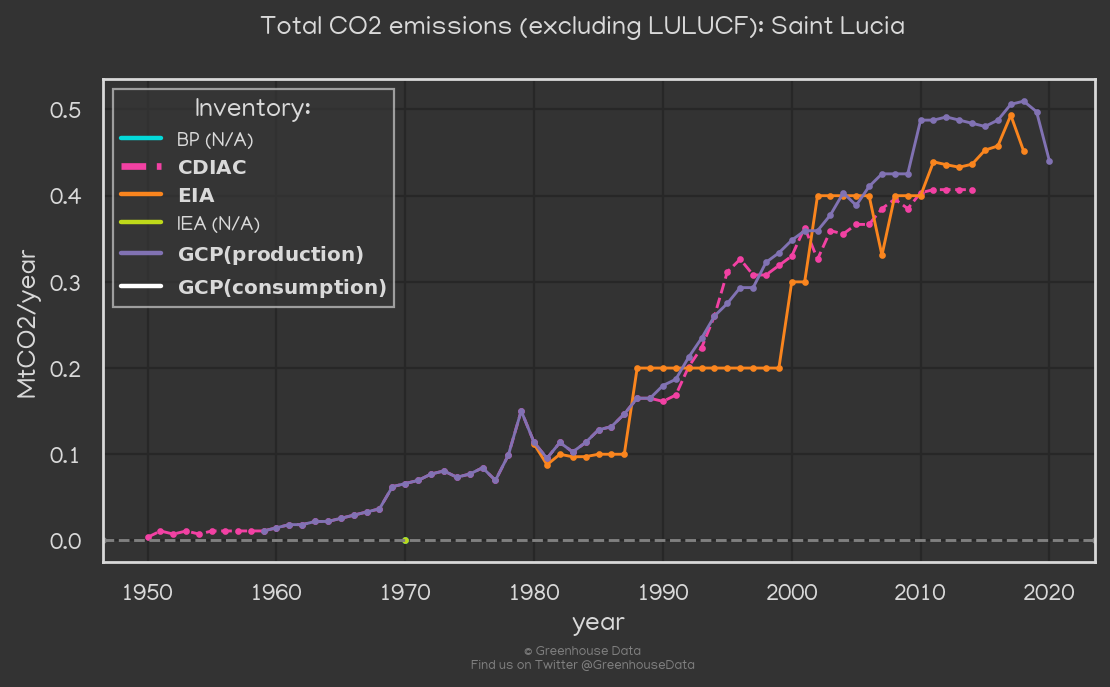 Total CO2 emissions (excluding LULUCF): Saint Lucia
MtCO2/year
0.5
0.4
0.3
0.2
0.1
0.0
Inventory:
BP (N/A)
CDIAC
EIA
IEA (N/A)
GCP(production)
GCP(consumption)
1950 1960 1970 1980 1990 2000 2010 2020
year
© Greenhouse Data
Find us on Twitter @GreenhouseData